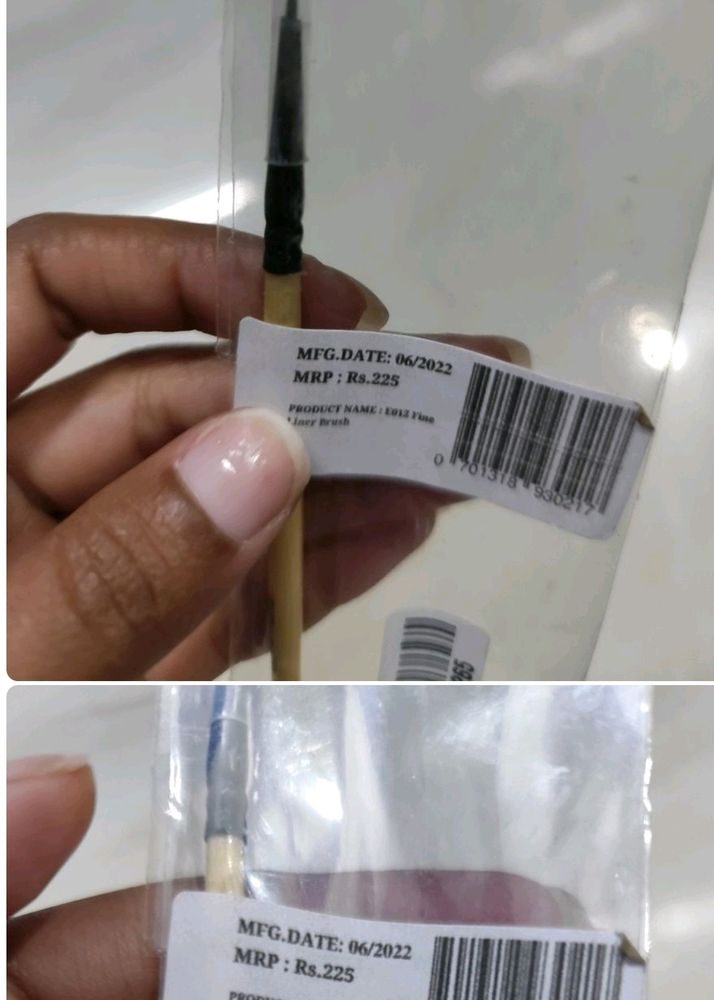 MFG.DATE: 06/2022
MRP : Rs.225
PRODUCT NAME : E012 Fine
Liner Brush
0 701318 930217
265
MFG.DATE: 06/2022
MRP : Rs.225